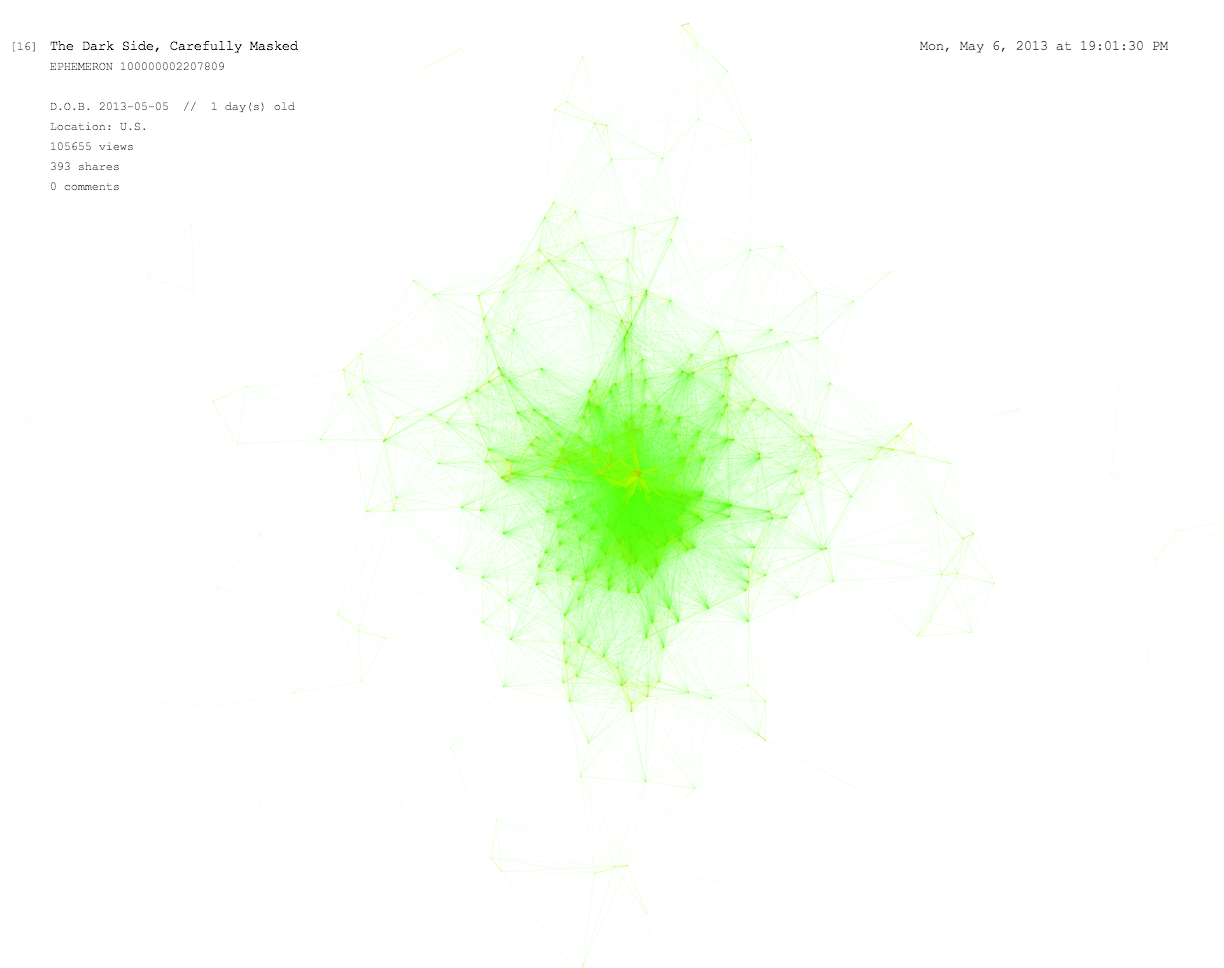 [16] The Dark Side, Carefully Masked
Mon, May 6, 2013 at 19:01:30 PM
EPHEMERON 100000002207809
D.O.B. 2013-05-05 // 1 day(s) old
Location: U.S.
105655 views
393 shares
0 comments